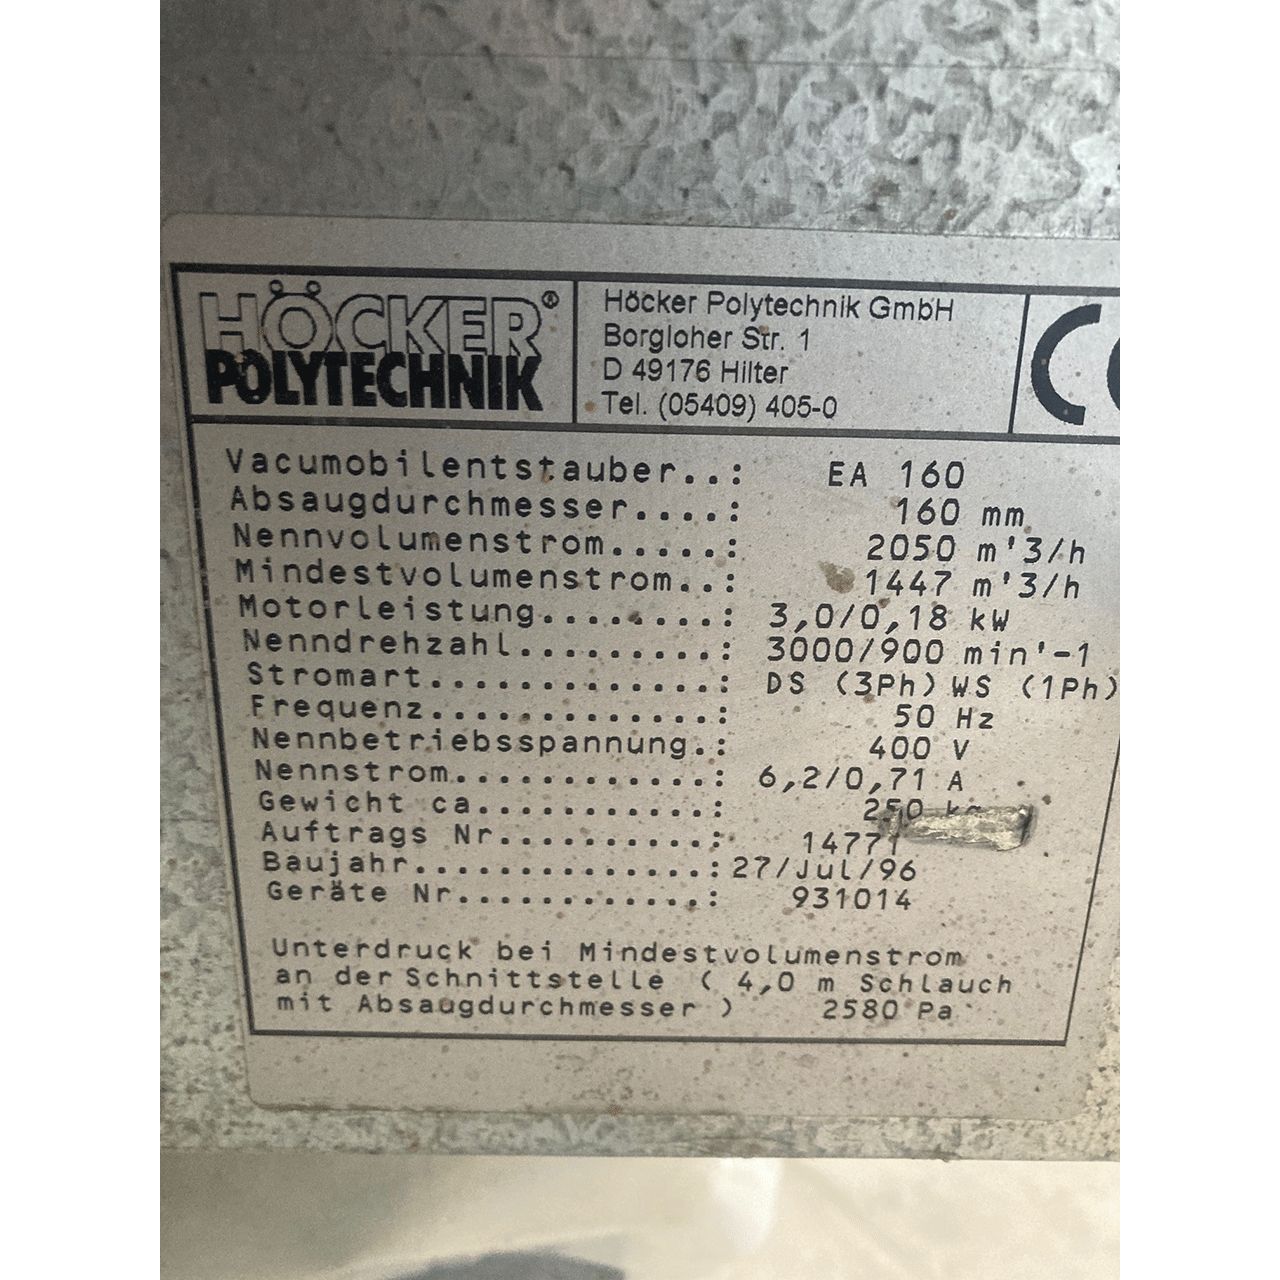 HÖCKER®
POLYTECHNIK
Höcker Polytechnik GmbH
Borgloher Str. 1
D 49176 Hilter
Tel. (05409) 405-0
CE
Vacumobilentstauber..: EA 160
Absaugdurchmesser....: 160 mm
Nennvolumenstrom.....: 2050 m'3/h
Mindestvolumenstrom..: 1447 m'3/h
Motorleistung........: 3,0/0,18 kW
Nenndrehzahl.........: 3000/900 min'-1
Stromart.............: DS (3Ph) WS (1Ph)
Frequenz.............: 50 Hz
Nennbetriebsspannung.: 400 V
Nennstrom............: 6,2/0,71 A
Gewicht ca...........: 250 kg
Auftrags Nr..........: 14771
Baujahr..............: 27/Jul/96
Geräte Nr............: 931014
Unterdruck bei Mindestvolumenstrom
an der Schnittstelle ( 4,0 m Schlauch
mit Absaugdurchmesser ) 2580 Pa